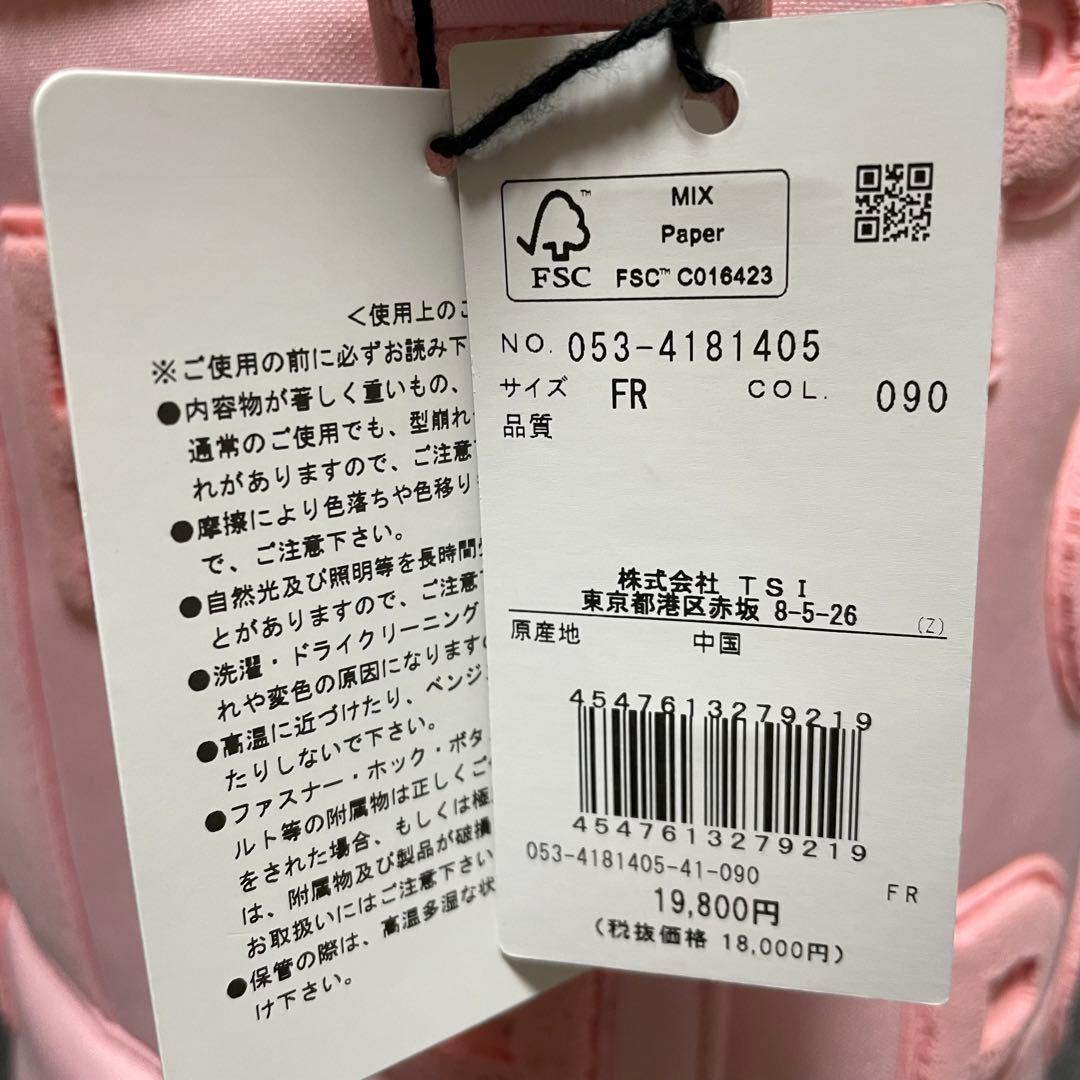 <使用上のご
※ご使用の前に必ずお読み下
●内容物が著しく重いもの、
通常のご使用でも、型崩れ
れがありますので、ご注意
●摩擦により色落ちや色移り
で、ご注意下さい。
●自然光及び照明等を長時間
とがありますので、ご注意
●洗濯・ドライクリーニング
れや変色の原因になりますの
●高温に近づけたり、ベンジ
たりしないで下さい。
●ファスナー・ホック・ボタ
ルト等の附属物は正しくご
をされた場合、もしくは極
は、附属物及び製品が破損
お取扱いにはご注意下さい
●保管の際は、高温多湿な状
け下さい。
FSC™
MIX
Paper
FSC™ C016423
NO. 053-4181405
サイズ FR COL. 090
品質
株式会社 TSI
東京都港区赤坂 8-5-26 (Z)
原産地 中国
4547613279219
4547613279219
053-4181405-41-090 FR
19,800円
(税抜価格 18,000円)